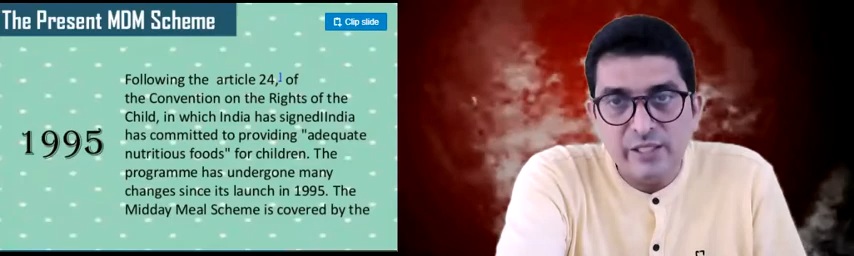 The Present MDM Scheme
Clip slide
1995
Following the article 24,1 of
the Convention on the Rights of the
Child, in which India has signedIIndia
has committed to providing "adequate
nutritious foods" for children. The
programme has undergone many
changes since its launch in 1995. The
Midday Meal Scheme is covered by the